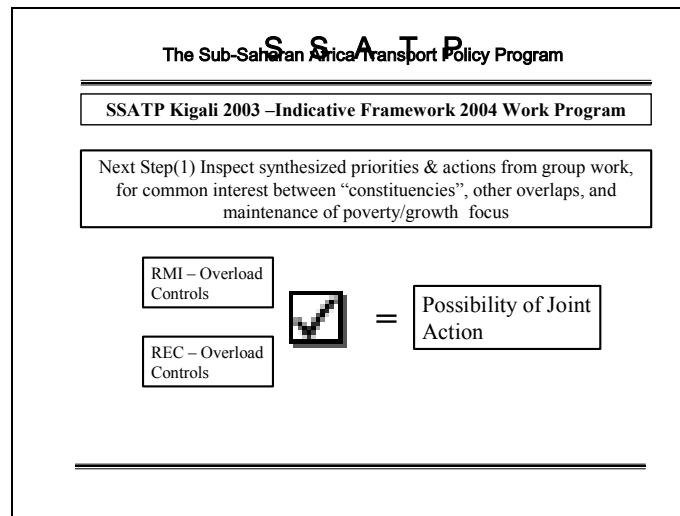 S S A T P
The Sub-Saharan Africa Transport Policy Program
SSATP Kigali 2003 –Indicative Framework 2004 Work Program
Next Step(1) Inspect synthesized priorities & actions from group work,
for common interest between “constituencies”, other overlaps, and
maintenance of poverty/growth focus
RMI – Overload
Controls
REC – Overload
Controls
=
Possibility of Joint
Action